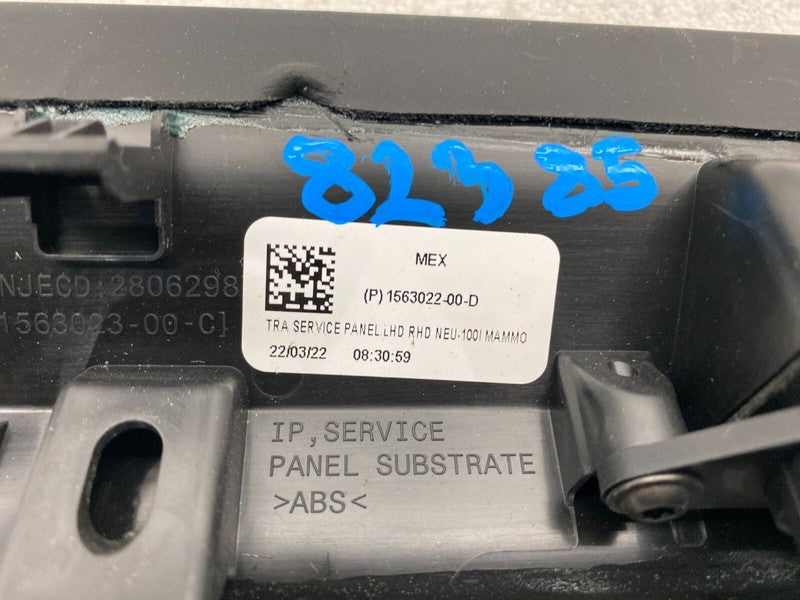 82385
MEX
(P) 1563022-00-D
TRA SERVICE PANEL LHD RHD NEU-100I MAMMO
22/03/22 08:30:59
NJECD:2806298
1563023-00-C]
IP, SERVICE
PANEL SUBSTRATE
>ABS<